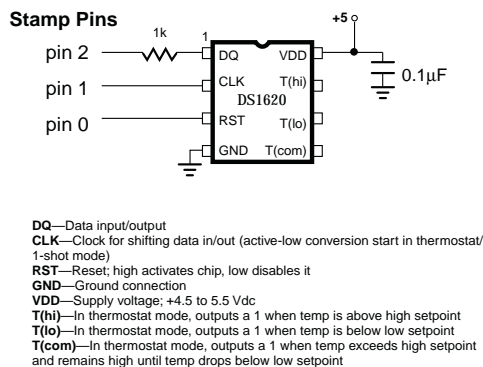 Stamp Pins
1k
+5
pin 2
1
DQ
VDD
0.1µF
pin 1
CLK
T(hi)
DS1620
pin 0
RST
T(lo)
GND
T(com)
DQ—Data input/output
CLK—Clock for shifting data in/out (active-low conversion start in thermostat/
1-shot mode)
RST—Reset; high activates chip, low disables it
GND—Ground connection
VDD—Supply voltage; +4.5 to 5.5 Vdc
T(hi)—In thermostat mode, outputs a 1 when temp is above high setpoint
T(lo)—In thermostat mode, outputs a 1 when temp is below low setpoint
T(com)—In thermostat mode, outputs a 1 when temp exceeds high setpoint
and remains high until temp drops below low setpoint